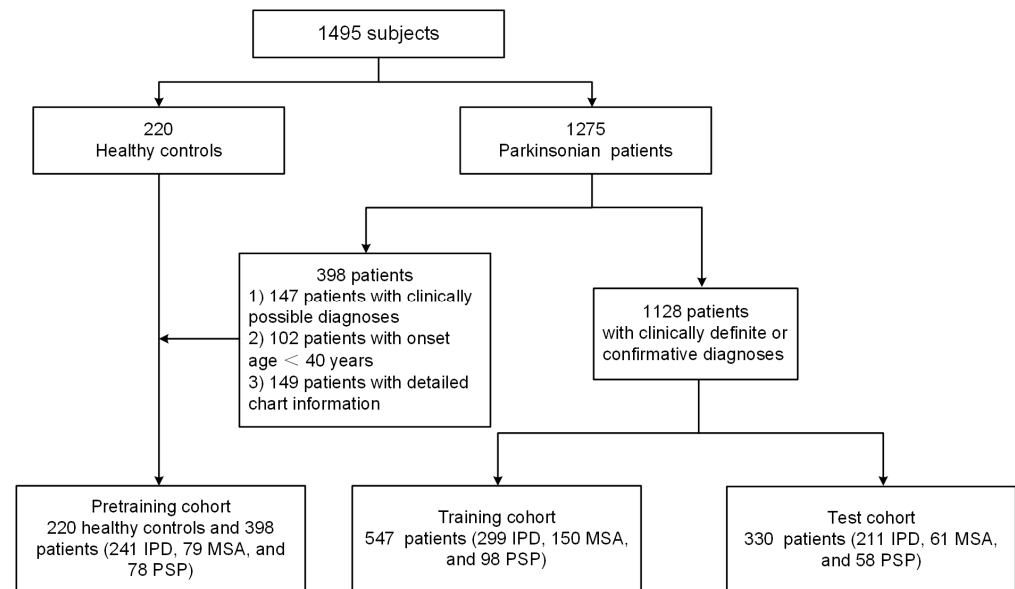 1495 subjects
220
Healthy controls
1275
Parkinsonian patients
398 patients
1) 147 patients with clinically
possible diagnoses
2) 102 patients with onset
age < 40 years
3) 149 patients with detailed
chart information
1128 patients
with clinically definite or
confirmative diagnoses
Pretraining cohort
220 healthy controls and 398
patients (241 IPD, 79 MSA, and
78 PSP)
Training cohort
547 patients (299 IPD, 150 MSA,
and 98 PSP)
Test cohort
330 patients (211 IPD, 61 MSA,
and 58 PSP)